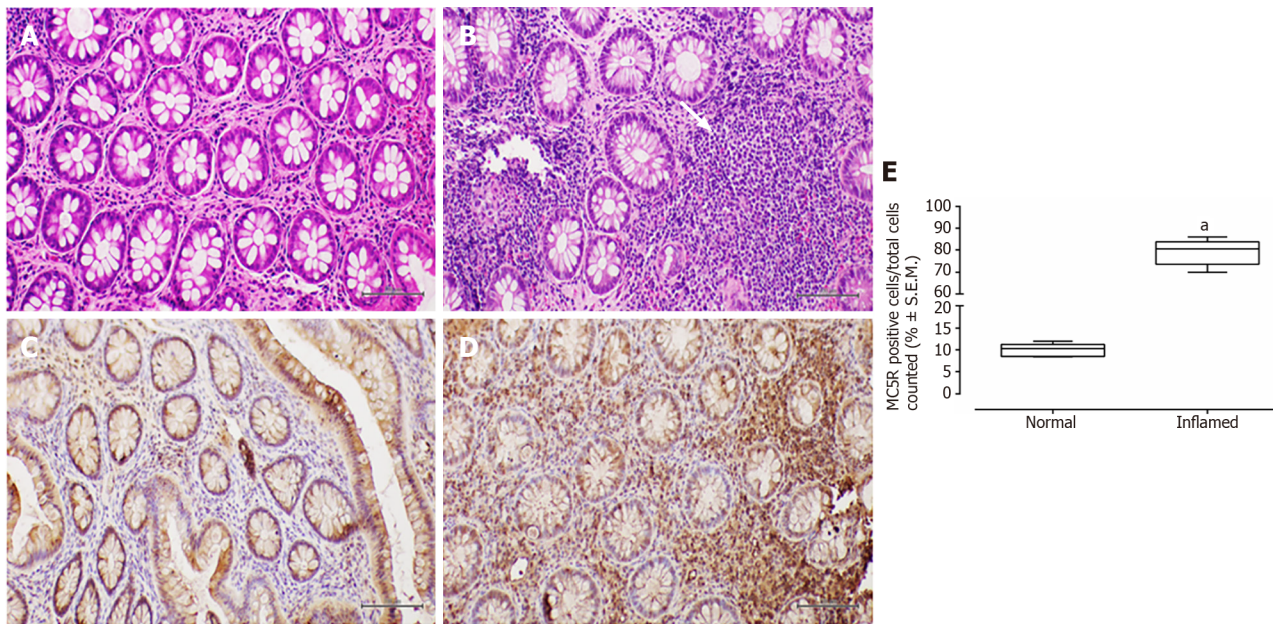 A
B
C
D
E
MC5R positive cells/total cells
counted (% ± S.E.M.)
100
90
80
70
60
20
15
10
5
0
a
Normal
Inflamed